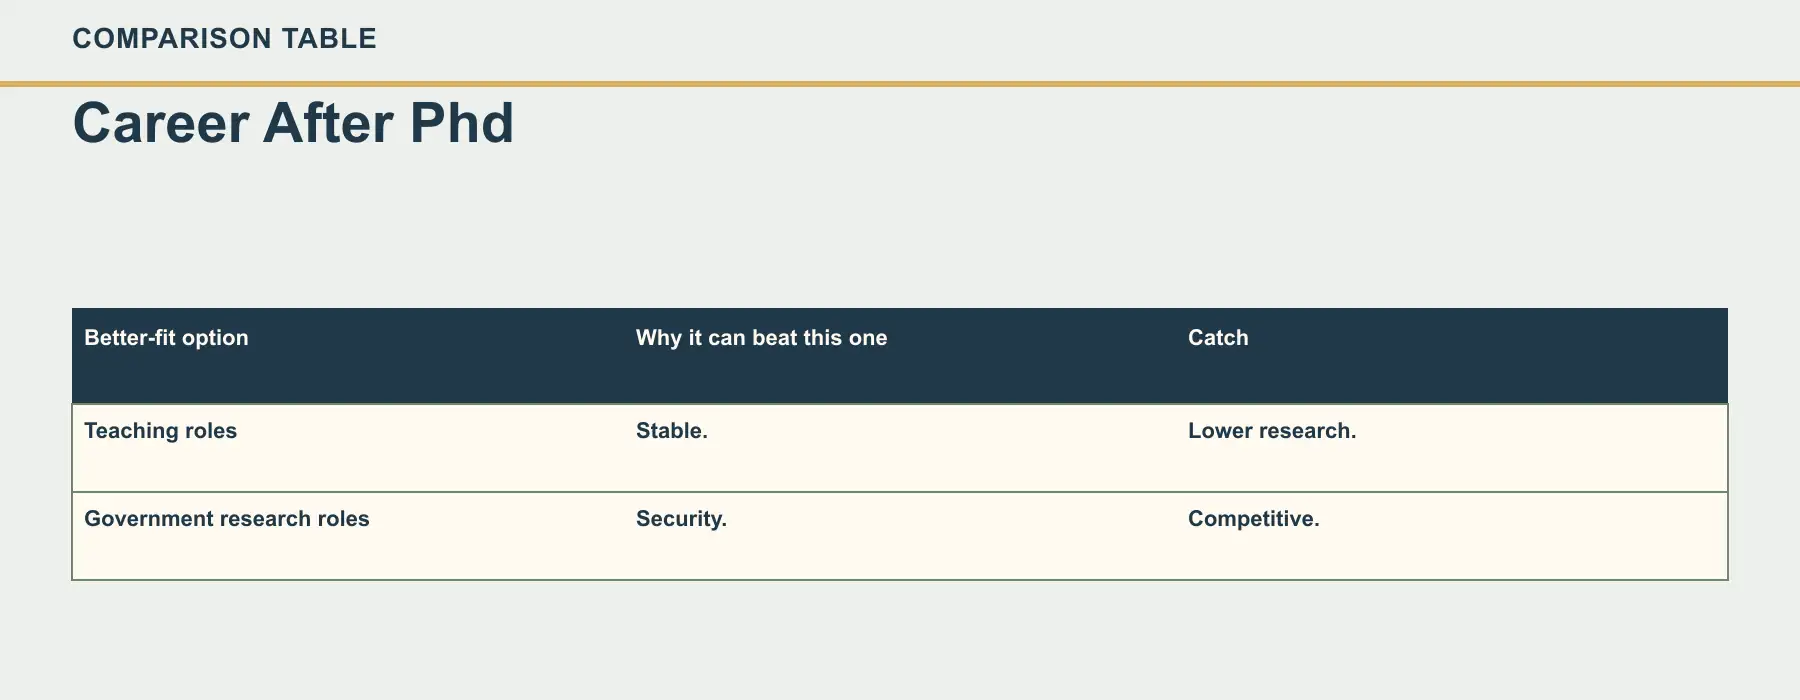 COMPARISON TABLE
Career After Phd
Better-fit option Why it can beat this one Catch
Teaching roles Stable. Lower research.
Government research roles Security. Competitive.